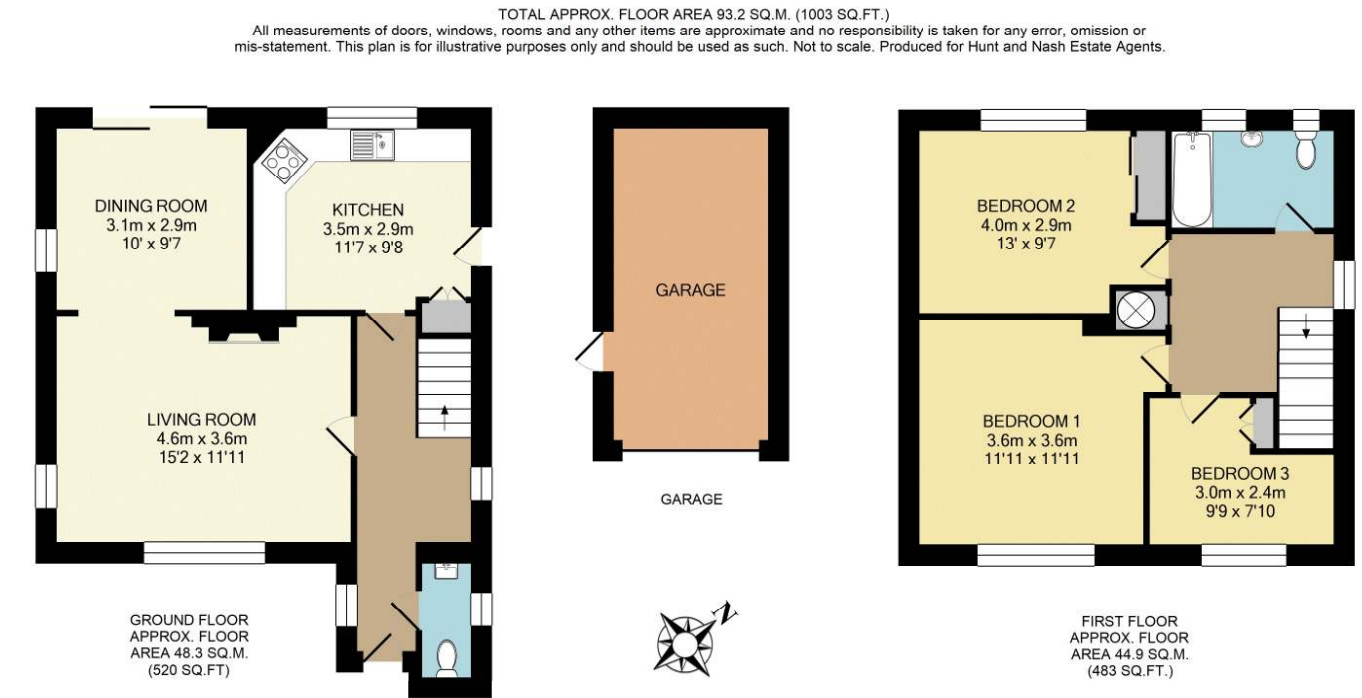 TOTAL APPROX. FLOOR AREA 93.2 SQ.M. (1003 SQ.FT.)
All measurements of doors, windows, rooms and any other items are approximate and no responsibility is taken for any error, omission or
mis-statement. This plan is for illustrative purposes only and should be used as such. Not to scale. Produced for Hunt and Nash Estate Agents.
DINING ROOM
3.1m x 2.9m
10' x 9'7
KITCHEN
3.5m x 2.9m
11'7 x 9'8
LIVING ROOM
4.6m x 3.6m
15'2 x 11'11
GROUND FLOOR
APPROX. FLOOR
AREA 48.3 SQ.M.
(520 SQ.FT)
GARAGE
GARAGE
N
BEDROOM 2
4.0m x 2.9m
13' x 9'7
BEDROOM 1
3.6m x 3.6m
11'11 x 11'11
BEDROOM 3
3.0m x 2.4m
9'9 x 7'10
FIRST FLOOR
APPROX. FLOOR
AREA 44.9 SQ.M.
(483 SQ.FT.)